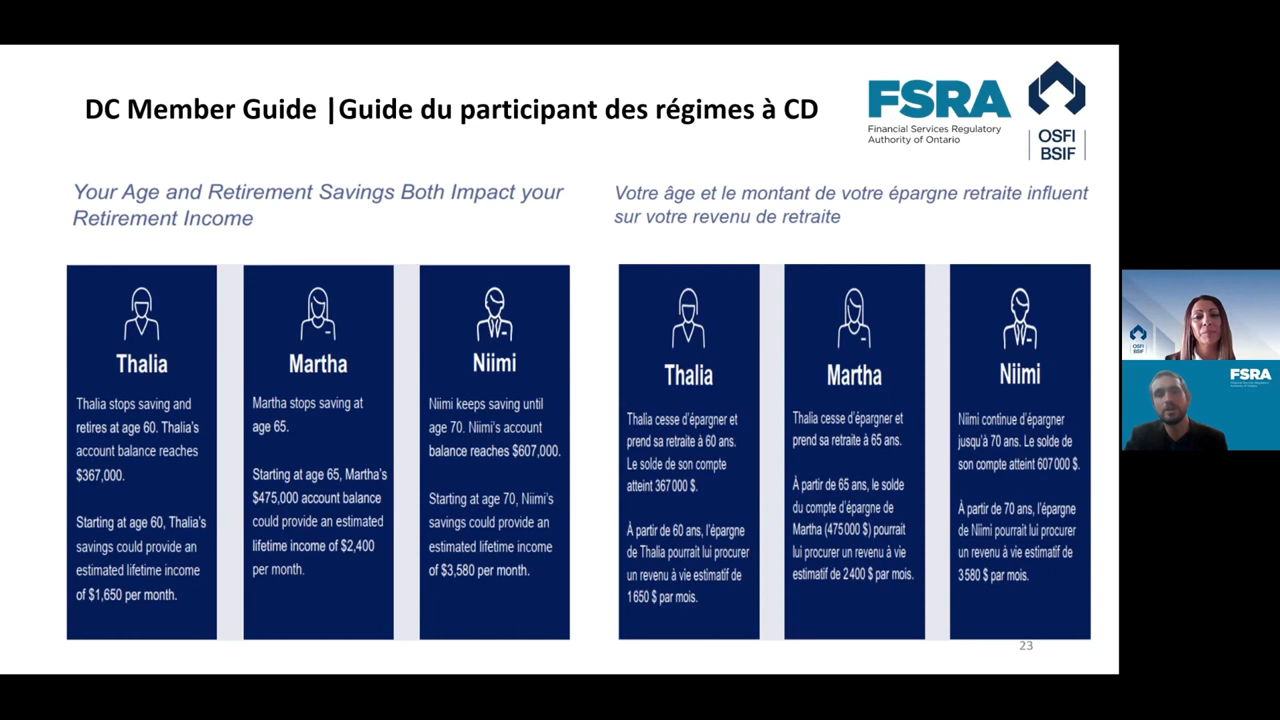 DC Member Guide |Guide du participant des régimes à CD
FSRA
Financial Services Regulatory
Authority of Ontario
OSFI
BSIF
Your Age and Retirement Savings Both Impact your
Retirement Income
Votre âge et le montant de votre épargne retraite influent
sur votre revenu de retraite
Thalia
Thalia stops saving and
retires at age 60. Thalia’s
account balance reaches
$367,000.
Starting at age 60, Thalia’s
savings could provide an
estimated lifetime income
of $1,650 per month.
Martha
Martha stops saving at
age 65.
Starting at age 65, Martha’s
$475,000 account balance
could provide an estimated
lifetime income of $2,400
per month.
Niimi
Niimi keeps saving until
age 70. Niimi’s account
balance reaches $607,000.
Starting at age 70, Niimi’s
savings could provide an
estimated lifetime income
of $3,580 per month.
Thalia
Thalia cesse d’épargner et
prend sa retraite à 60 ans.
Le solde de son compte
atteint 367 000 $.
À partir de 60 ans, l’épargne
de Thalia pourrait lui procurer
un revenu à vie estimatif de
1 650 $ par mois.
Martha
Thalia cesse d’épargner et
prend sa retraite à 65 ans.
À partir de 65 ans, le solde
du compte d’épargne de
Martha (475 000 $) pourrait
lui procurer un revenu à vie
estimatif de 2 400 $ par mois.
Niimi
Niimi continue d’épargner
jusqu’à 70 ans. Le solde de
son compte atteint 607 000 $.
À partir de 70 ans, l’épargne
de Niimi pourrait lui procurer
un revenu à vie estimatif de
3 580 $ par mois.
23
OSFI
BSIF
FSRA